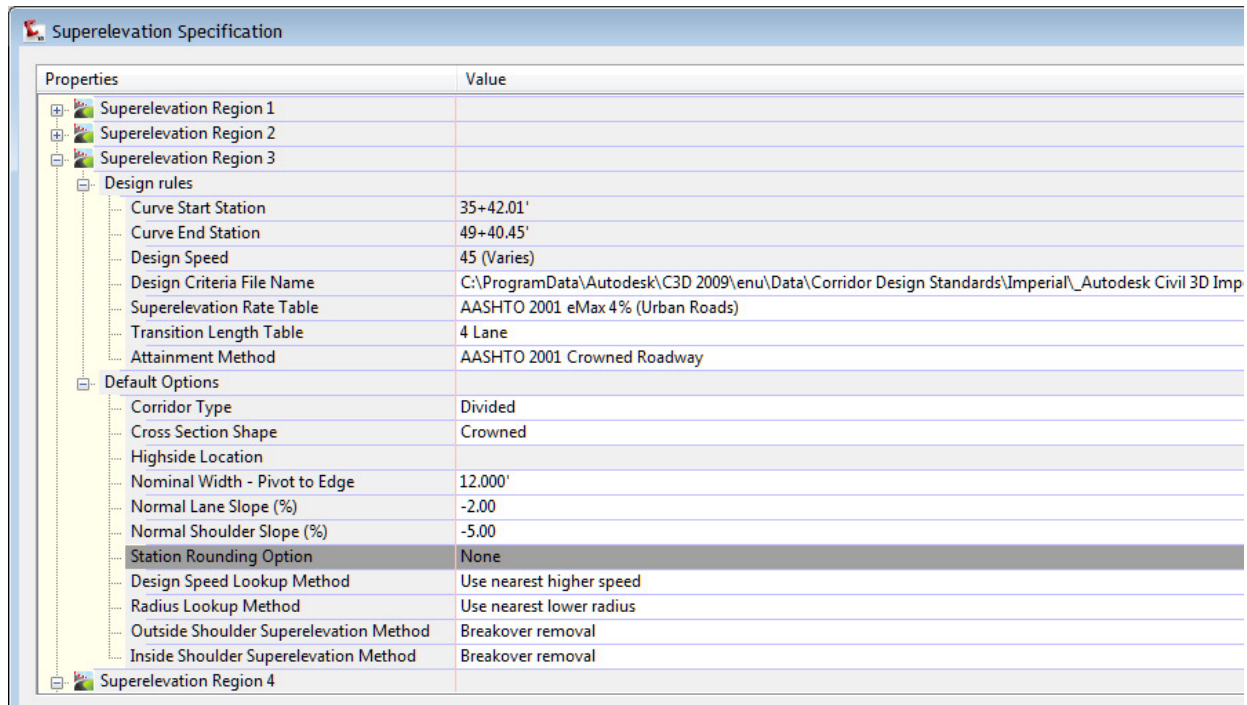 Superelevation Specification
Properties Value
Superelevation Region 1
Superelevation Region 2
Superelevation Region 3
Design rules
Curve Start Station 35+42.01'
Curve End Station 49+40.45'
Design Speed 45 (Varies)
Design Criteria File Name C:\ProgramData\Autodesk\C3D 2009\enu\Data\Corridor Design Standards\Imperial\_Autodesk Civil 3D Imp
Superelevation Rate Table AASHTO 2001 eMax 4% (Urban Roads)
Transition Length Table 4 Lane
Attainment Method AASHTO 2001 Crowned Roadway
Default Options
Corridor Type Divided
Cross Section Shape Crowned
Highside Location
Nominal Width - Pivot to Edge 12.000'
Normal Lane Slope (%) -2.00
Normal Shoulder Slope (%) -5.00
Station Rounding Option None
Design Speed Lookup Method Use nearest higher speed
Radius Lookup Method Use nearest lower radius
Outside Shoulder Superelevation Method Breakover removal
Inside Shoulder Superelevation Method Breakover removal
Superelevation Region 4